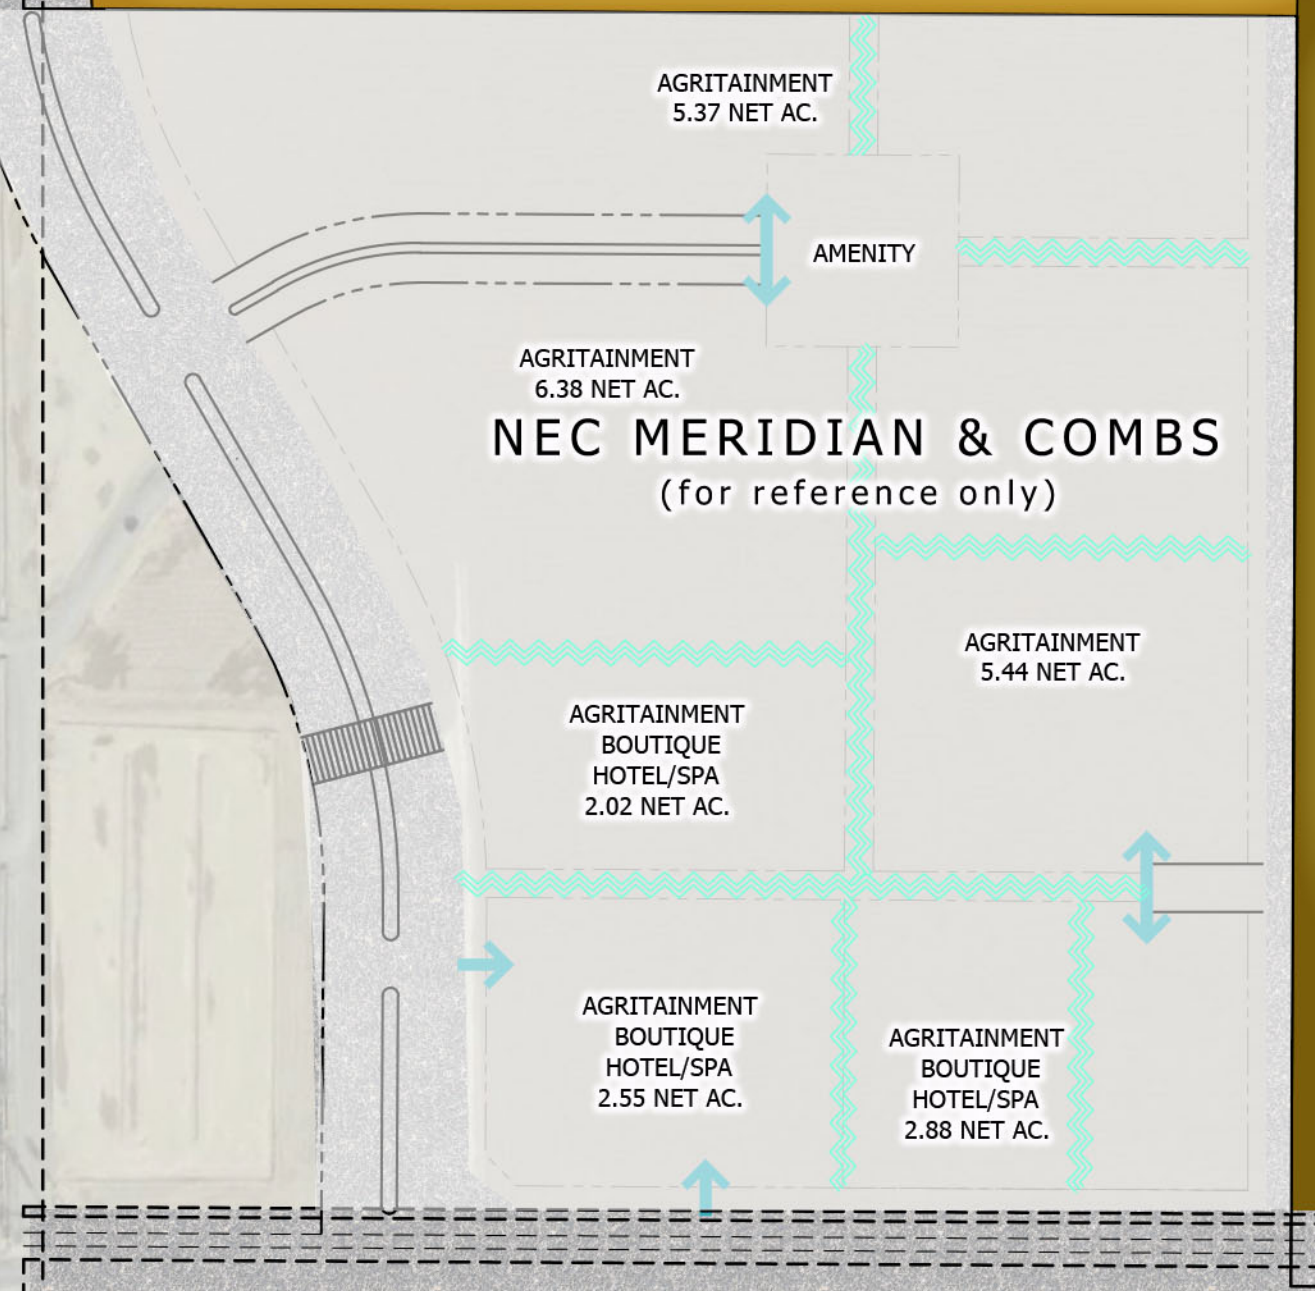 AGRITAINMENT
5.37 NET AC.
AMENITY
AGRITAINMENT
6.38 NET AC.
NEC MERIDIAN & COMBS
(for reference only)
AGRITAINMENT
5.44 NET AC.
AGRITAINMENT
BOUTIQUE
HOTEL/SPA
2.02 NET AC.
AGRITAINMENT
BOUTIQUE
HOTEL/SPA
2.55 NET AC.
AGRITAINMENT
BOUTIQUE
HOTEL/SPA
2.88 NET AC.